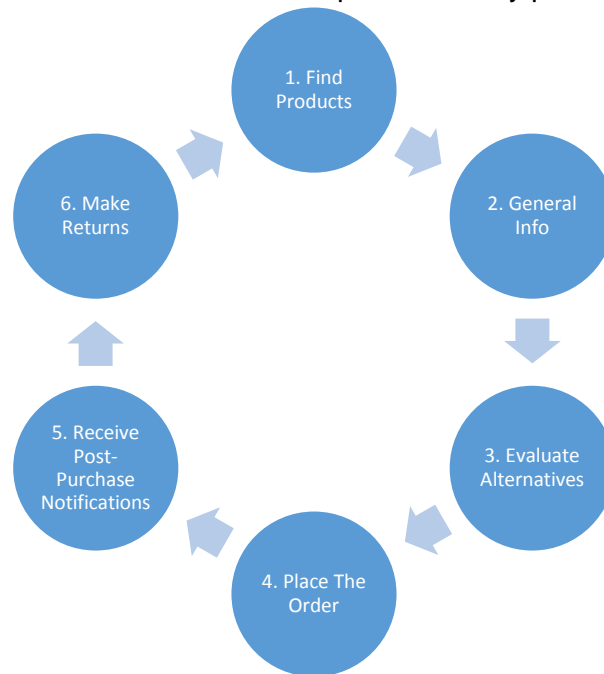 1. Find
Products
2. General
Info
3. Evaluate
Alternatives
4. Place The
Order
5. Receive
Post-
Purchase
Notifications
6. Make
Returns